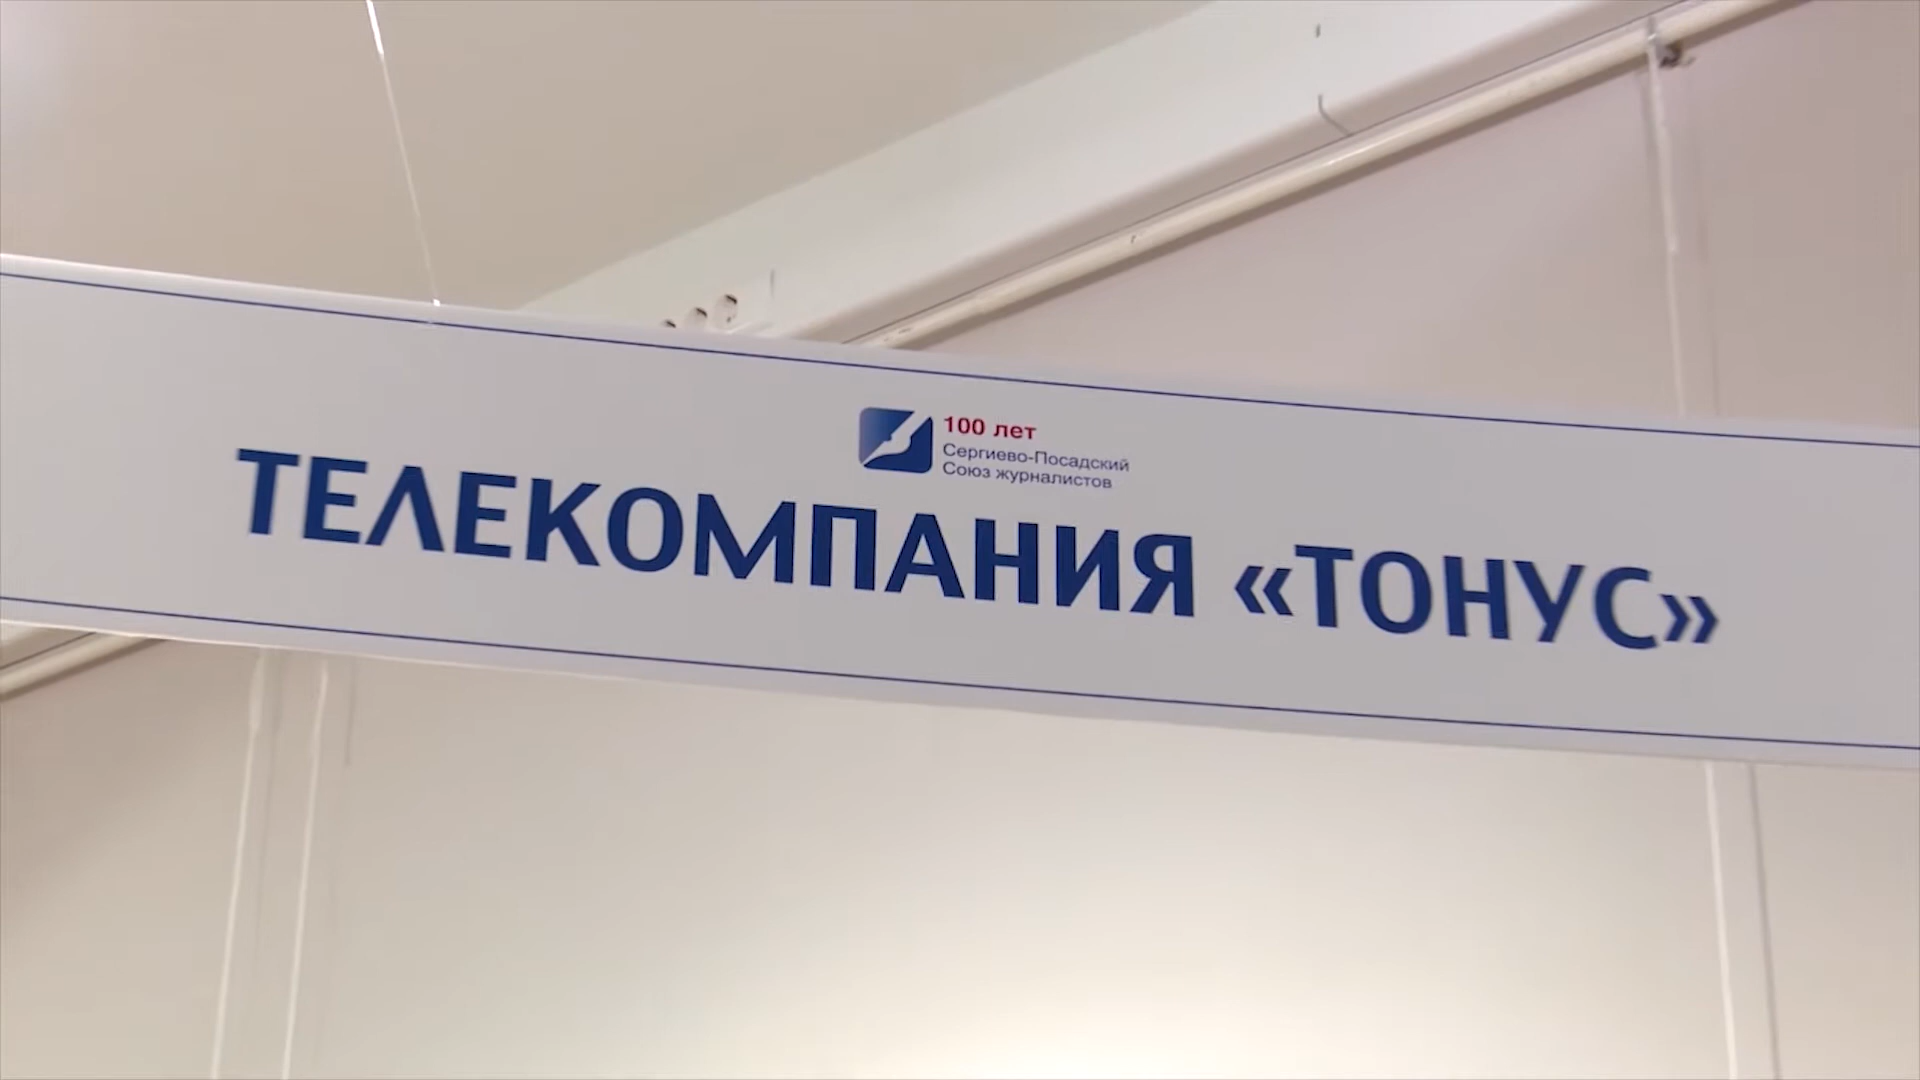 100 лет
Сергиево-Посадский
Союз журналистов
ТЕЛЕКОМПАНИЯ «ТОНУС»